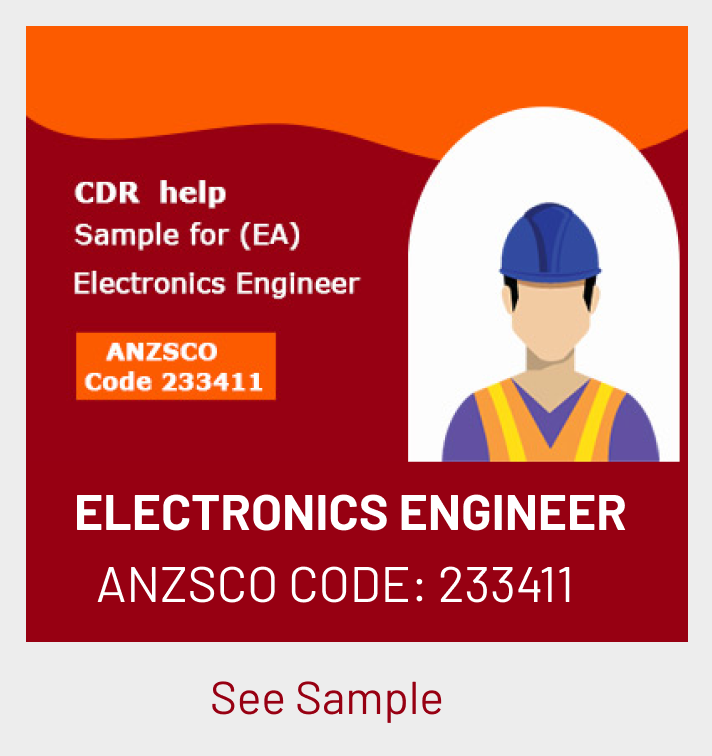 CDR help
Sample for (EA)
Electronics Engineer
ANZSCO
Code 233411
ELECTRONICS ENGINEER
ANZSCO CODE: 233411
See Sample